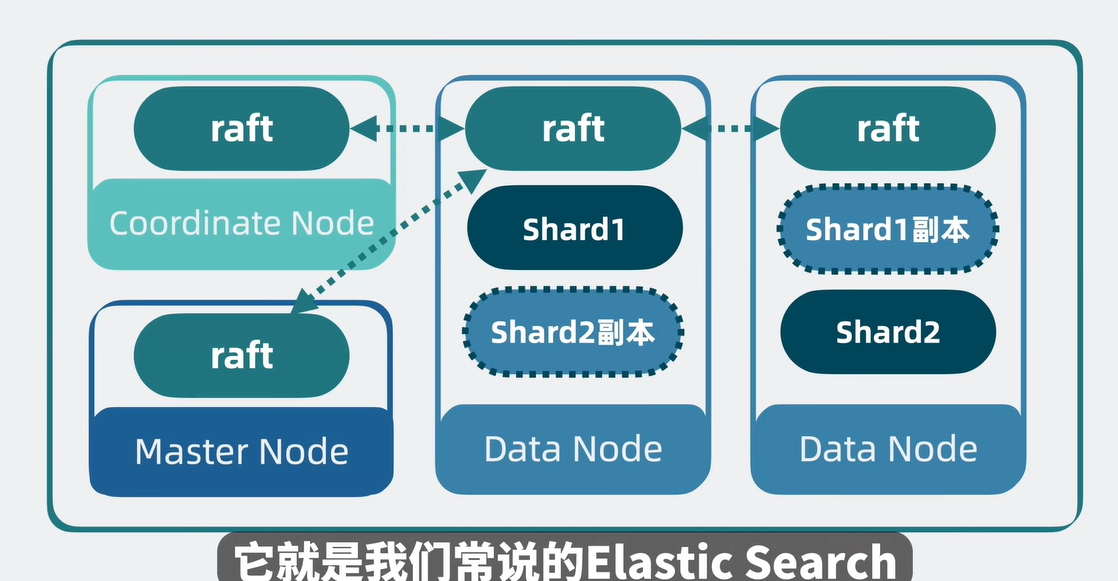 raft
Coordinate Node
raft
Master Node
raft
Shard1
Shard2副本
Data Node
raft
Shard1副本
Shard2
Data Node
它就是我们常说的Elastic Search